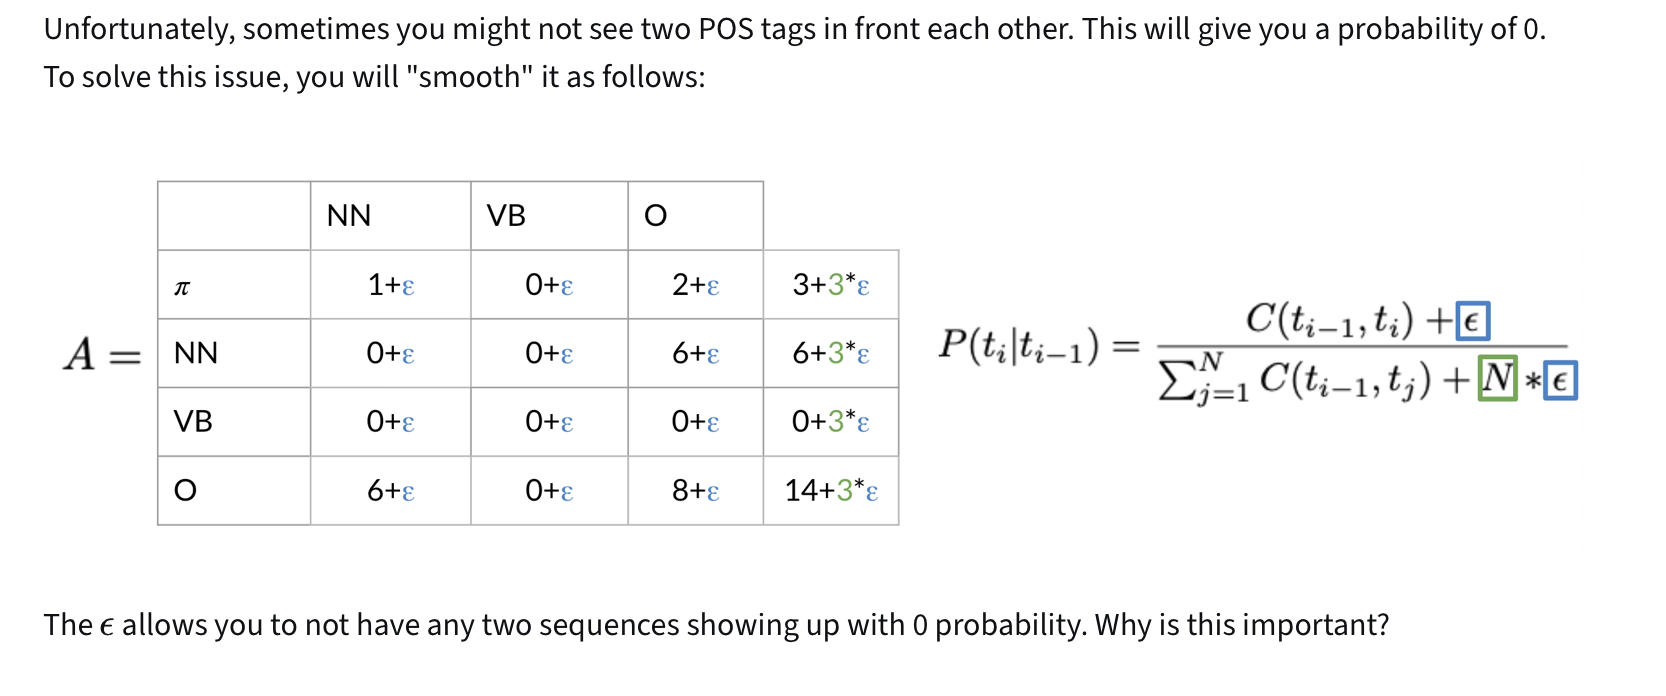 Unfortunately, sometimes you might not see two POS tags in front each other. This will give you a probability of 0.
To solve this issue, you will "smooth" it as follows:
NN VB O
π 1+ε 0+ε 2+ε 3+3*ε
A = NN 0+ε 0+ε 6+ε 6+3*ε
VB 0+ε 0+ε 0+ε 0+3*ε
O 6+ε 0+ε 8+ε 14+3*ε
P(t_i|t_{i−1}) = \frac{C(t_{i−1}, t_i) + ϵ}{∑_{j=1}^{N} C(t_{i−1}, t_j) + N * ϵ}
The ϵ allows you to not have any two sequences showing up with 0 probability. Why is this important?